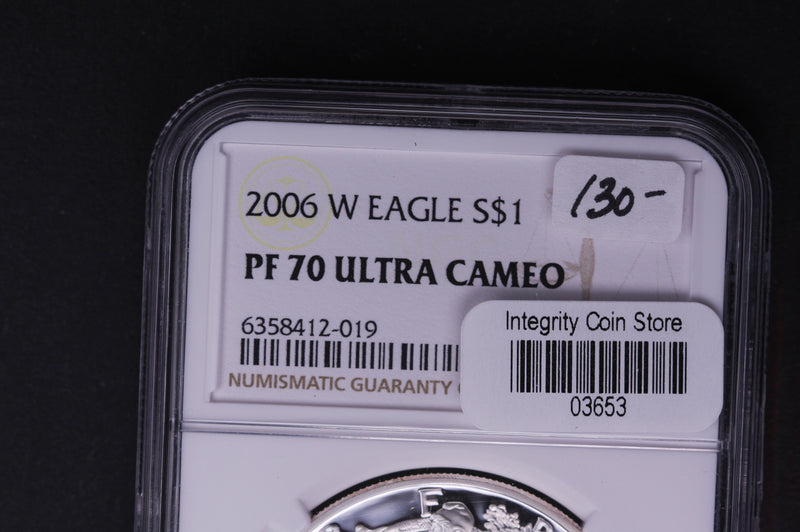 2006 W EAGLE S$1
130-
PF 70 ULTRA CAMEO
6358412-019
NUMISMATIC GUARANTY
Integrity Coin Store
03653